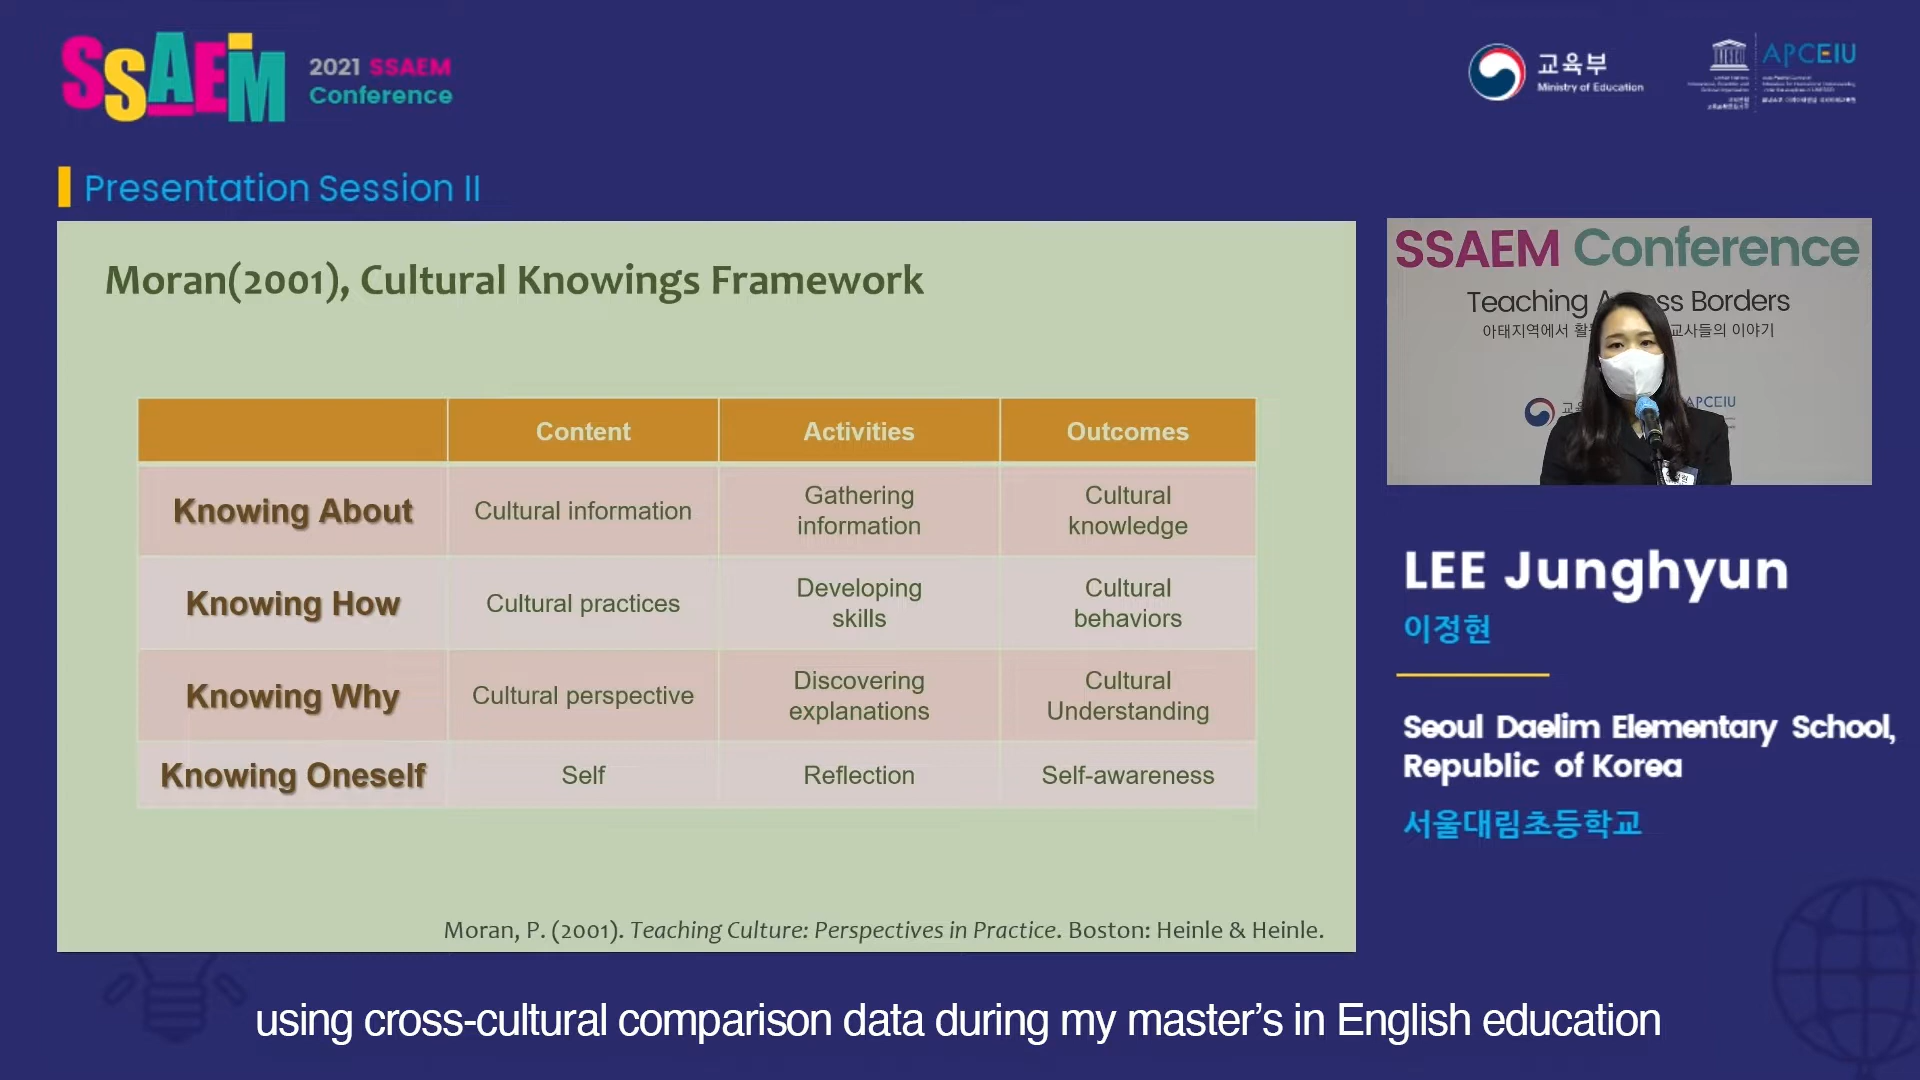 SSAEM
2021 SSAEM
Conference
교육부
Ministry of Education
UNESCO
APCEIU
Presentation Session II
Moran(2001), Cultural Knowings Framework
Content
Activities
Outcomes
Knowing About
Cultural information
Gathering
information
Cultural
knowledge
Knowing How
Cultural practices
Developing
skills
Cultural
behaviors
Knowing Why
Cultural perspective
Discovering
explanations
Cultural
Understanding
Knowing Oneself
Self
Reflection
Self-awareness
Moran, P. (2001). Teaching Culture: Perspectives in Practice. Boston: Heinle & Heinle.
SSAEM Conference
Teaching Borders
아태지역에서 교사들의 이야기
APCEIU
LEE Junghyun
이정현
Seoul Daelim Elementary School,
Republic of Korea
서울대림초등학교
using cross-cultural comparison data during my master's in English education